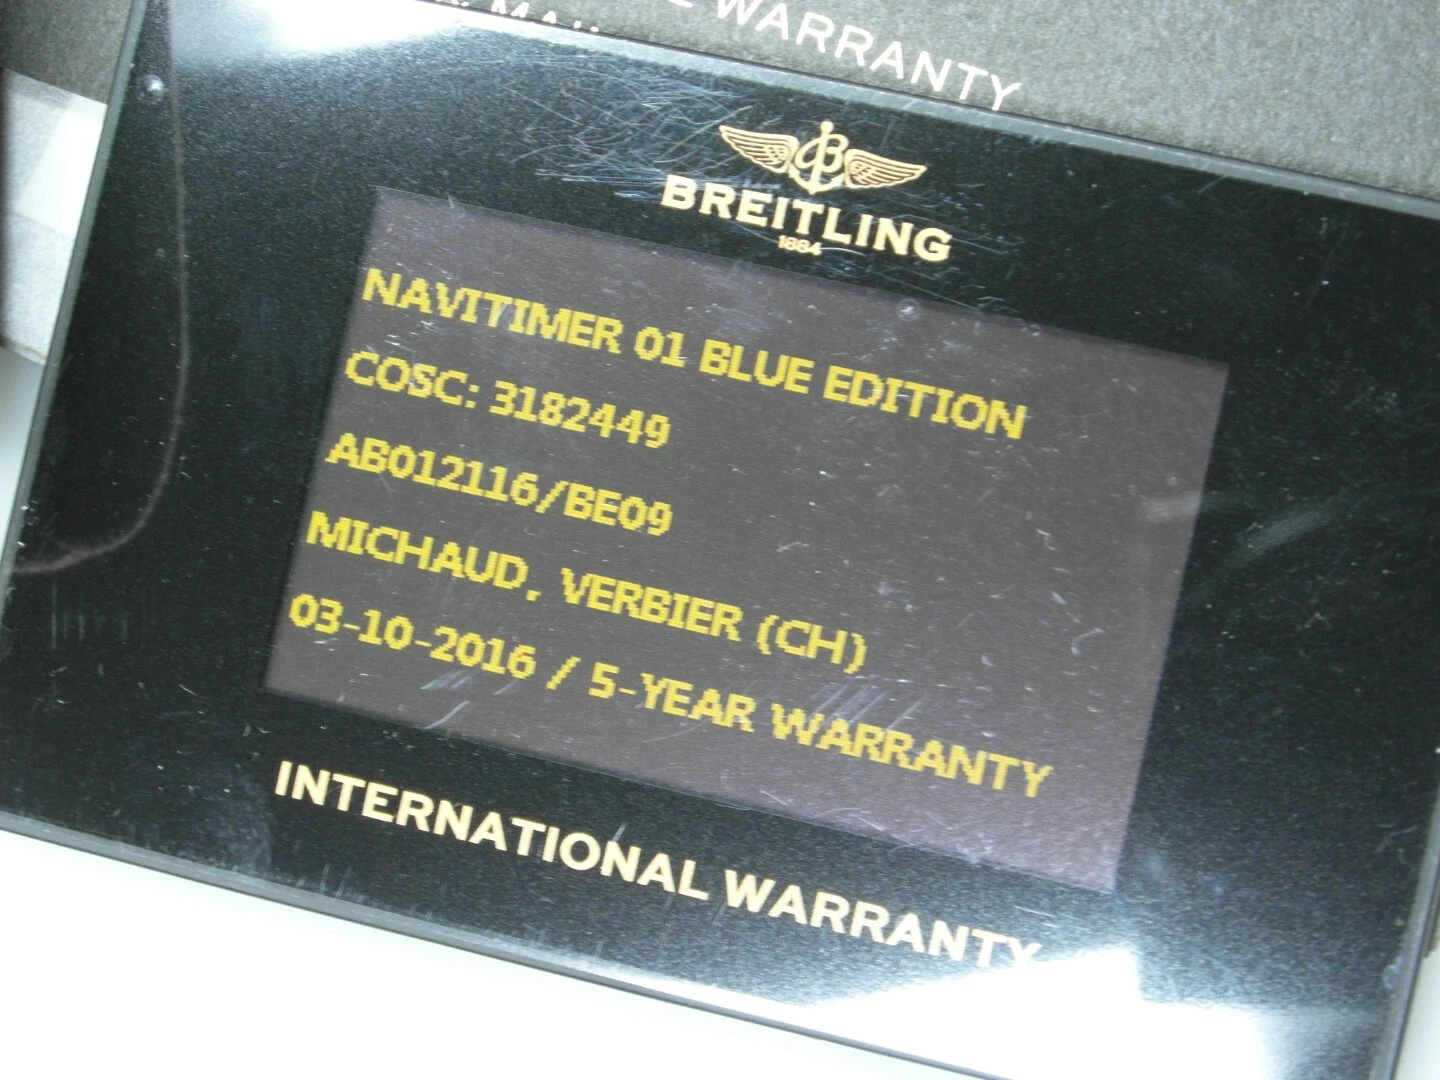 WARRANTY
BREITLING
1884
NAVITIMER 01 BLUE EDITION
COSC: 3182449
AB012116/BE09
MICHAUD, VERBIER (CH)
03-10-2016 / 5-YEAR WARRANTY
INTERNATIONAL WARRANTY